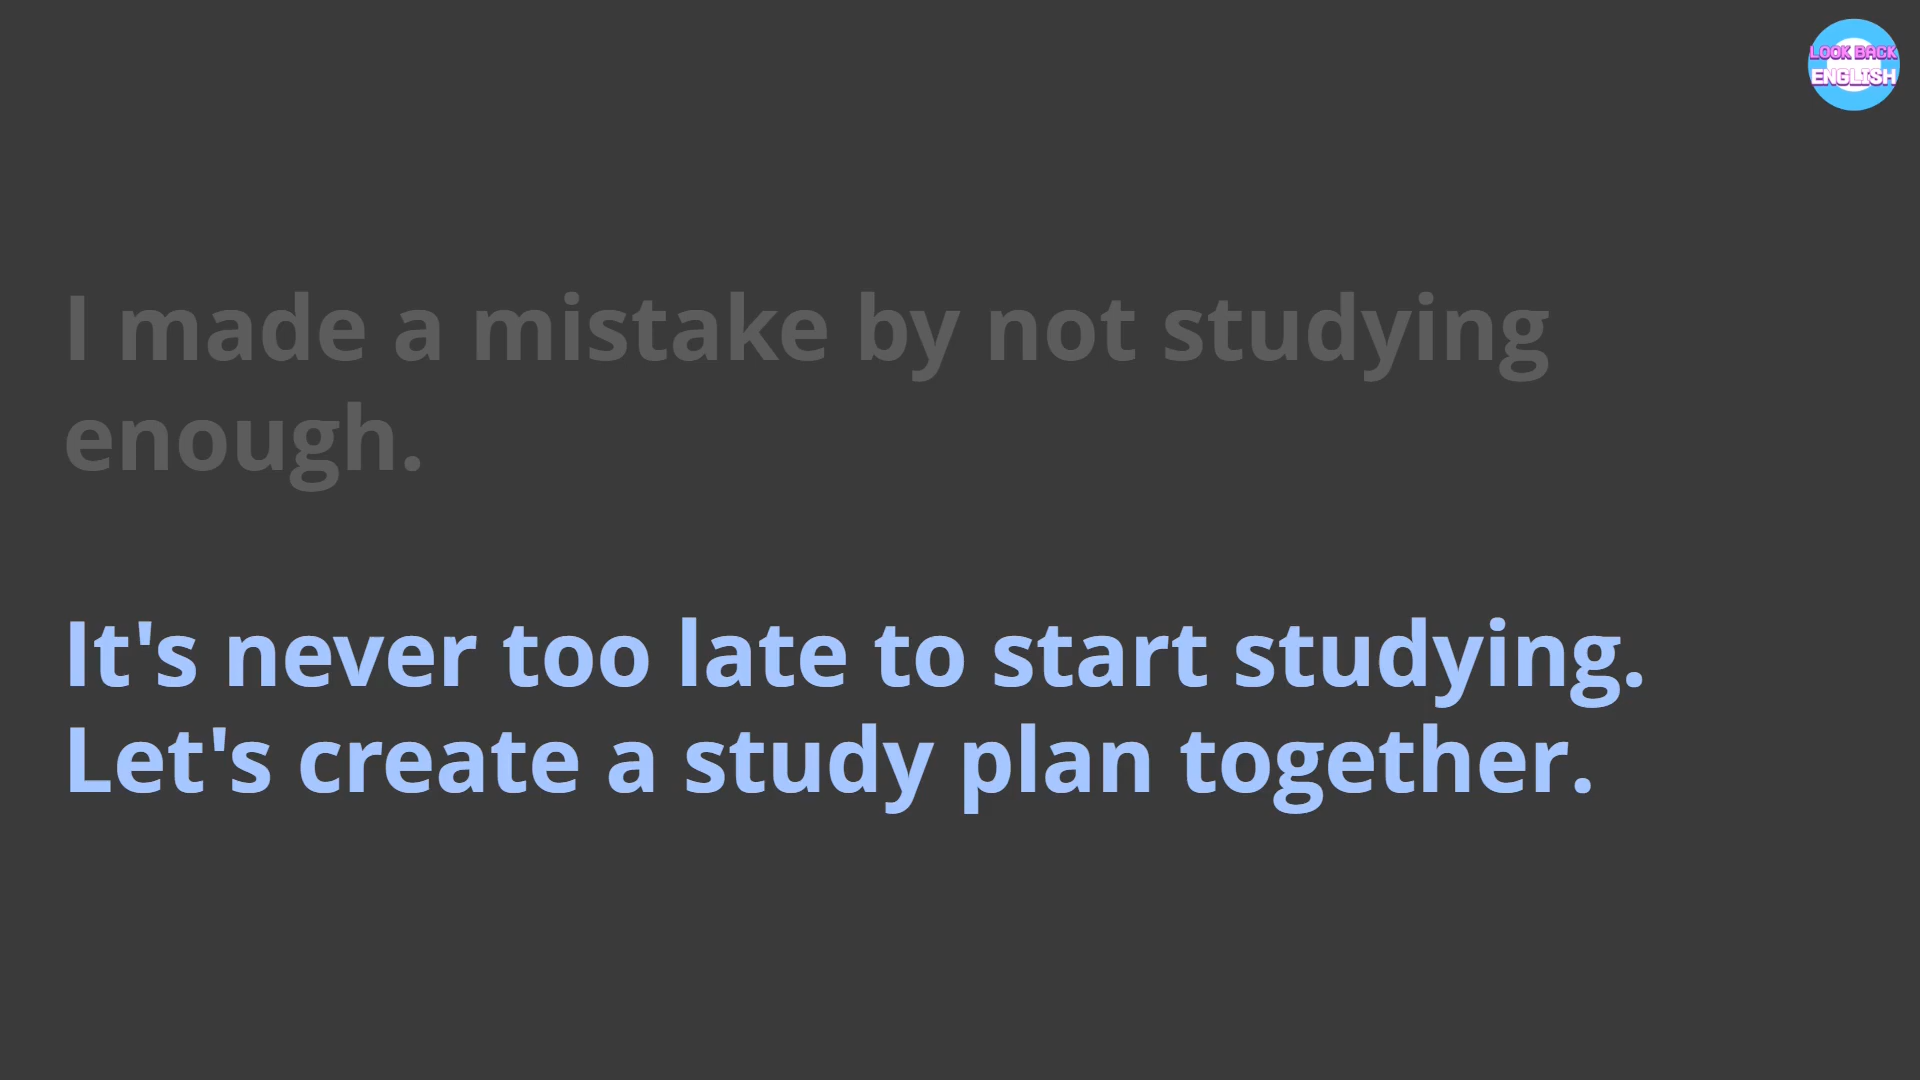 LOOK BACK
ENGLISH
I made a mistake by not studying
enough.
It's never too late to start studying.
Let's create a study plan together.